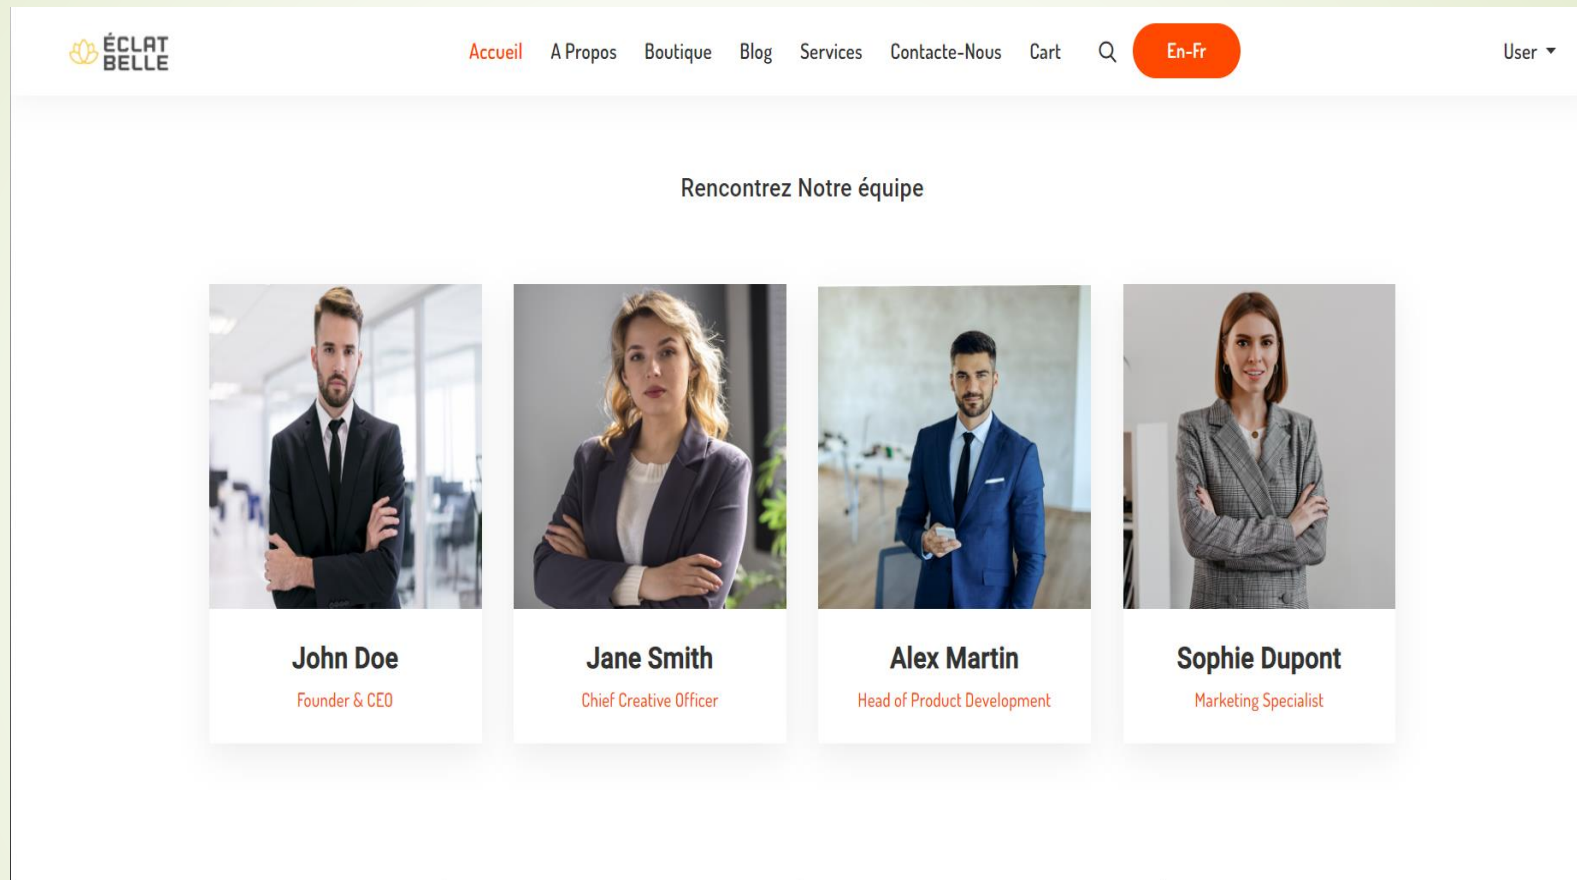 ÉCLAT
BELLE
Accueil A Propos Boutique Blog Services Contacte-Nous Cart En-Fr User
Rencontrez Notre équipe
John Doe
Founder & CEO
Jane Smith
Chief Creative Officer
Alex Martin
Head of Product Development
Sophie Dupont
Marketing Specialist